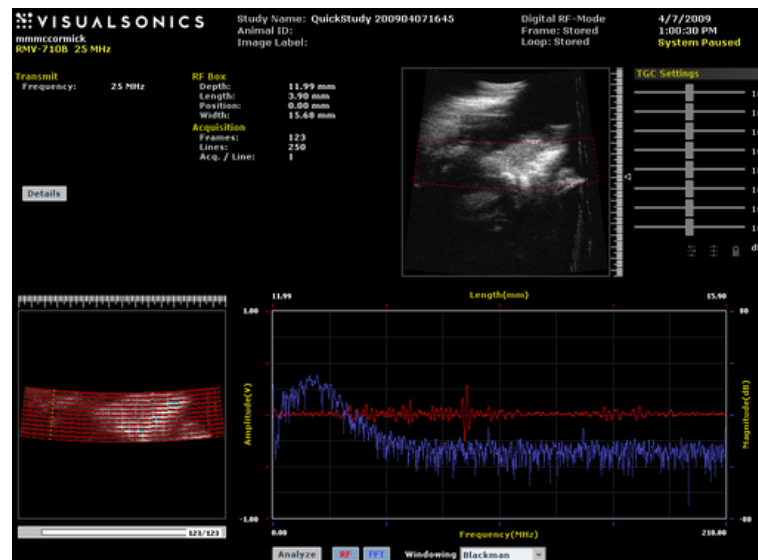 VISUALSONICS
mmmccormick
RMV-710B 25 MHz
Study Name: QuickStudy 200904071645
Animal ID:
Image Label:
Digital RF-Mode
Frame: Stored
Loop: Stored
4/7/2009
1:00:30 PM
System Paused
Transmit
Frequency: 25 MHz
RF Box
Depth: 11.99 mm
Length: 3.90 mm
Position: 0.00 mm
Width: 15.68 mm
Acquisition
Frames: 123
Lines: 250
Acq. / Line: 1
Details
TGC Settings
11.99 Length(mm) 15.90
1.00 80
Amplitude(V)
Magnitude(dB)
-1.00 -80
0.00 Frequency(MHz) 210.00
123/123
Analyze RF FFT Windowing Blackman